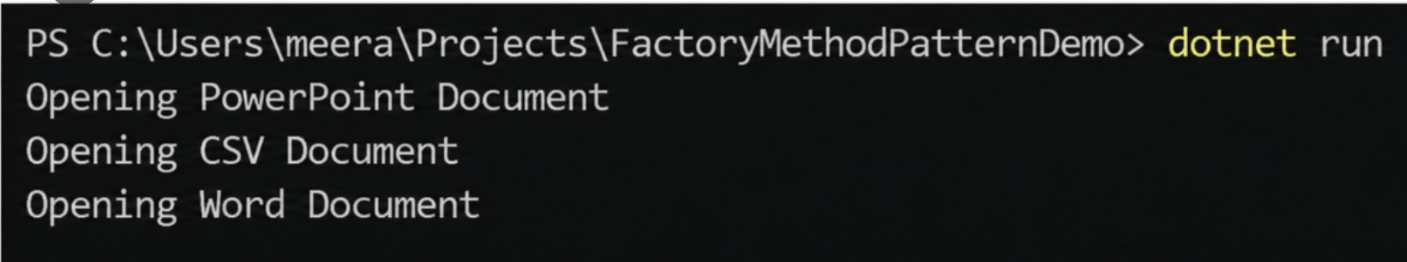 PS C:\Users\meera\Projects\FactoryMethodPatternDemo> dotnet run
Opening PowerPoint Document
Opening CSV Document
Opening Word Document